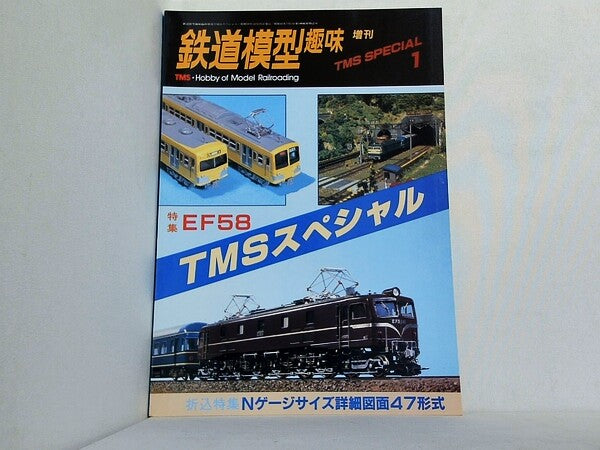 鉄道模型趣味 増刊
TMS SPECIAL
1
TMS・Hobby of Model Railroading
特集 EF58
TMSスペシャル
折込特集 Nゲージサイズ詳細図面47形式